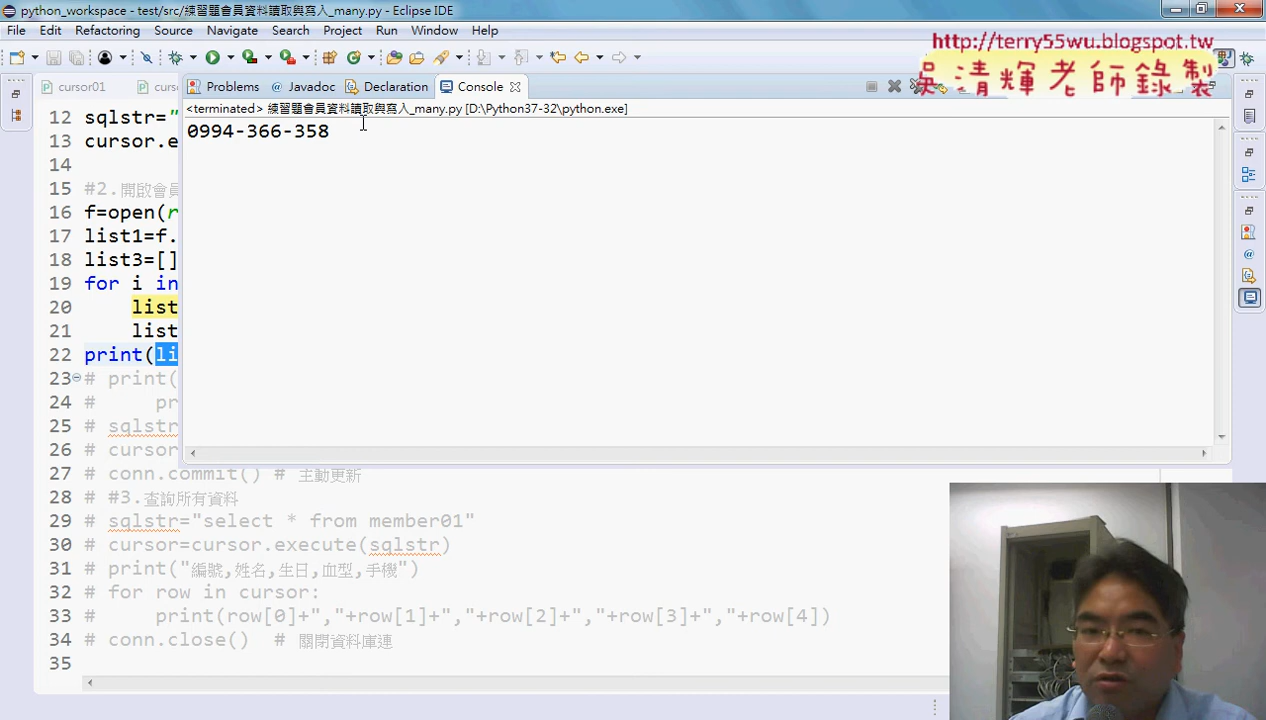 python_workspace - test/src/練習題會員資料讀取與寫入_many.py - Eclipse IDE
File Edit Refactoring Source Navigate Search Project Run Window Help
http://terry55wu.blogspot.tw
吳清輝老師錄製
cursor01
Problems Javadoc Declaration Console
<terminated> 練習題會員資料讀取與寫入_many.py [D:\Python37-32\python.exe]
0994-366-358
12 sqlstr="
13 cursor.e
14
15 #2.開啟會員
16 f=open(r
17 list1=f.
18 list3=[]
19 for i in
20 list
21 list
22 print(li
23 # print(
24 # pr
25 # sqlstr
26 # cursor
27 # conn.commit() # 主動更新
28 # #3.查詢所有資料
29 # sqlstr="select * from member01"
30 # cursor=cursor.execute(sqlstr)
31 # print("編號,姓名,生日,血型,手機")
32 # for row in cursor:
33 # print(row[0]+","+row[1]+","+row[2]+","+row[3]+","+row[4])
34 # conn.close() # 關閉資料庫連
35